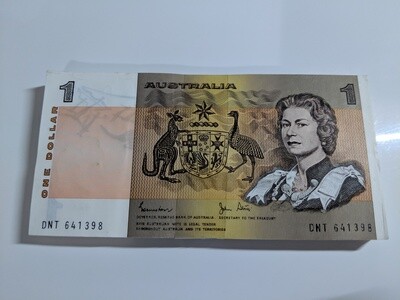 1
AUSTRALIA
1
ONE DOLLAR
GOVERNOR, RESERVE BANK OF AUSTRALIA
SECRETARY TO THE TREASURY
THIS AUSTRALIAN NOTE IS LEGAL TENDER
THROUGHOUT AUSTRALIA AND ITS TERRITORIES
DNT 641398
DNT 641398